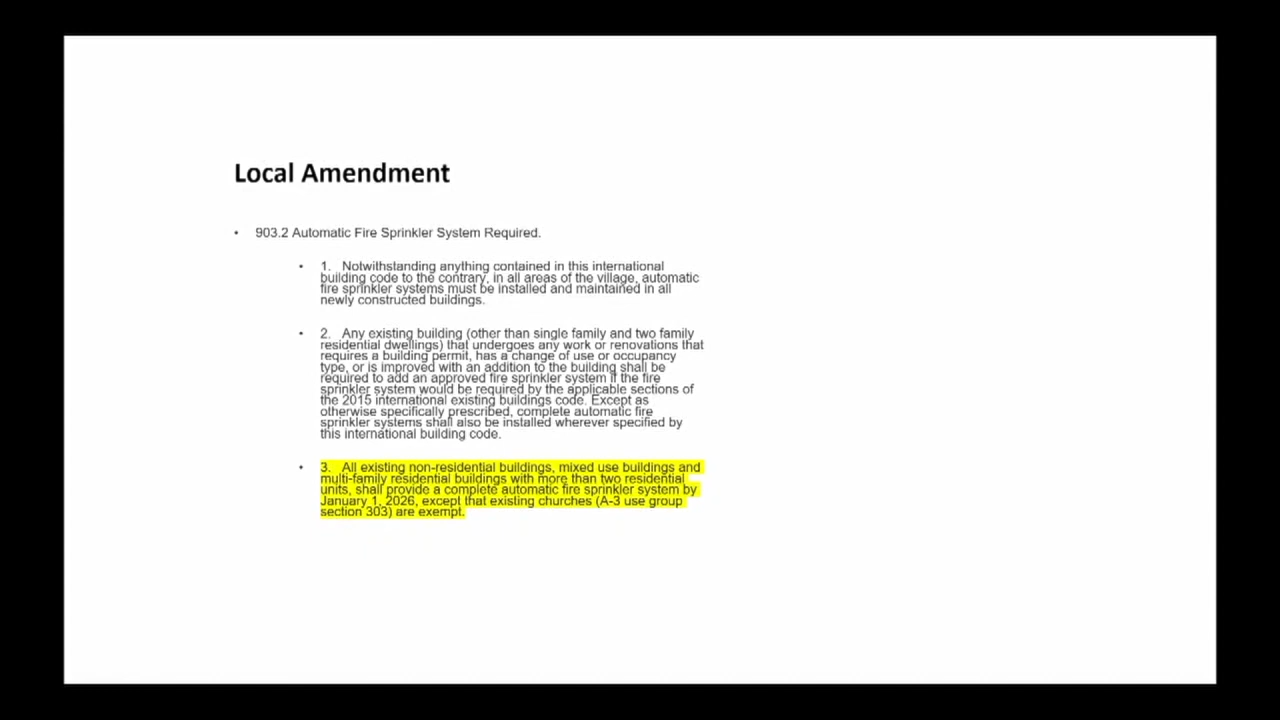 Local Amendment
• 903.2 Automatic Fire Sprinkler System Required.
• 1. Notwithstanding anything contained in this international
building code to the contrary, in all areas of the village, automatic
fire sprinkler systems must be installed and maintained in all
newly constructed buildings.
• 2. Any existing building (other than single family and two family
residential dwellings) that undergoes any work or renovations that
requires a building permit, has a change of use or occupancy
type, or is improved with an addition to the building shall be
required to add an approved fire sprinkler system if the fire
sprinkler system would be required by the applicable sections of
the 2015 international existing buildings code. Except as
otherwise specifically prescribed, complete automatic fire
sprinkler systems shall also be installed wherever specified by
this international building code.
• 3. All existing non-residential buildings, mixed use buildings and
multi-family residential buildings with more than two residential
units, shall provide a complete automatic fire sprinkler system by
January 1, 2026, except that existing churches (A-3 use group
section 303) are exempt.